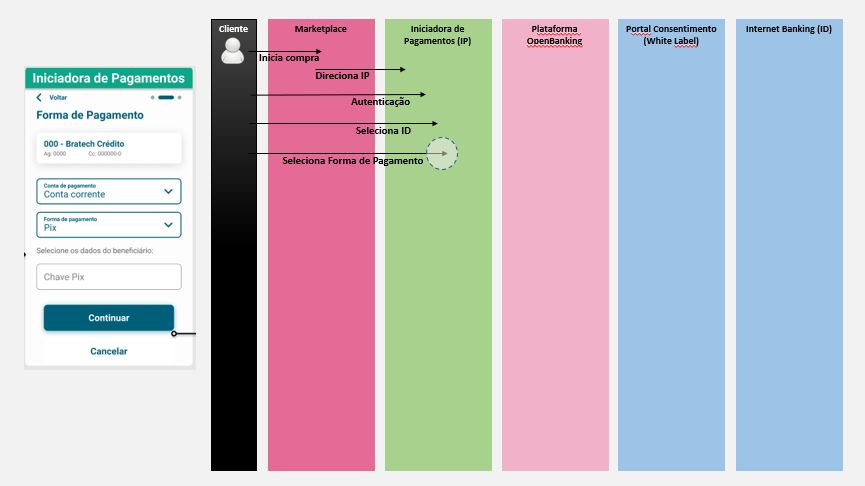 Iniciadora de Pagamentos
Voltar
Forma de Pagamento
000 - Bratech Crédito
Ag: 0000 Cc: 000000-0
Conta de pagamento
Conta corrente
Forma de pagamento
Pix
Selecione os dados do beneficiário:
Chave Pix
Continuar
Cancelar
Cliente
Marketplace
Iniciadora de
Pagamentos (IP)
Plataforma
OpenBanking
Portal Consentimento
(White Label)
Internet Banking (ID)
Inicia compra
Direciona IP
Autenticação
Seleciona ID
Seleciona Forma de Pagamento